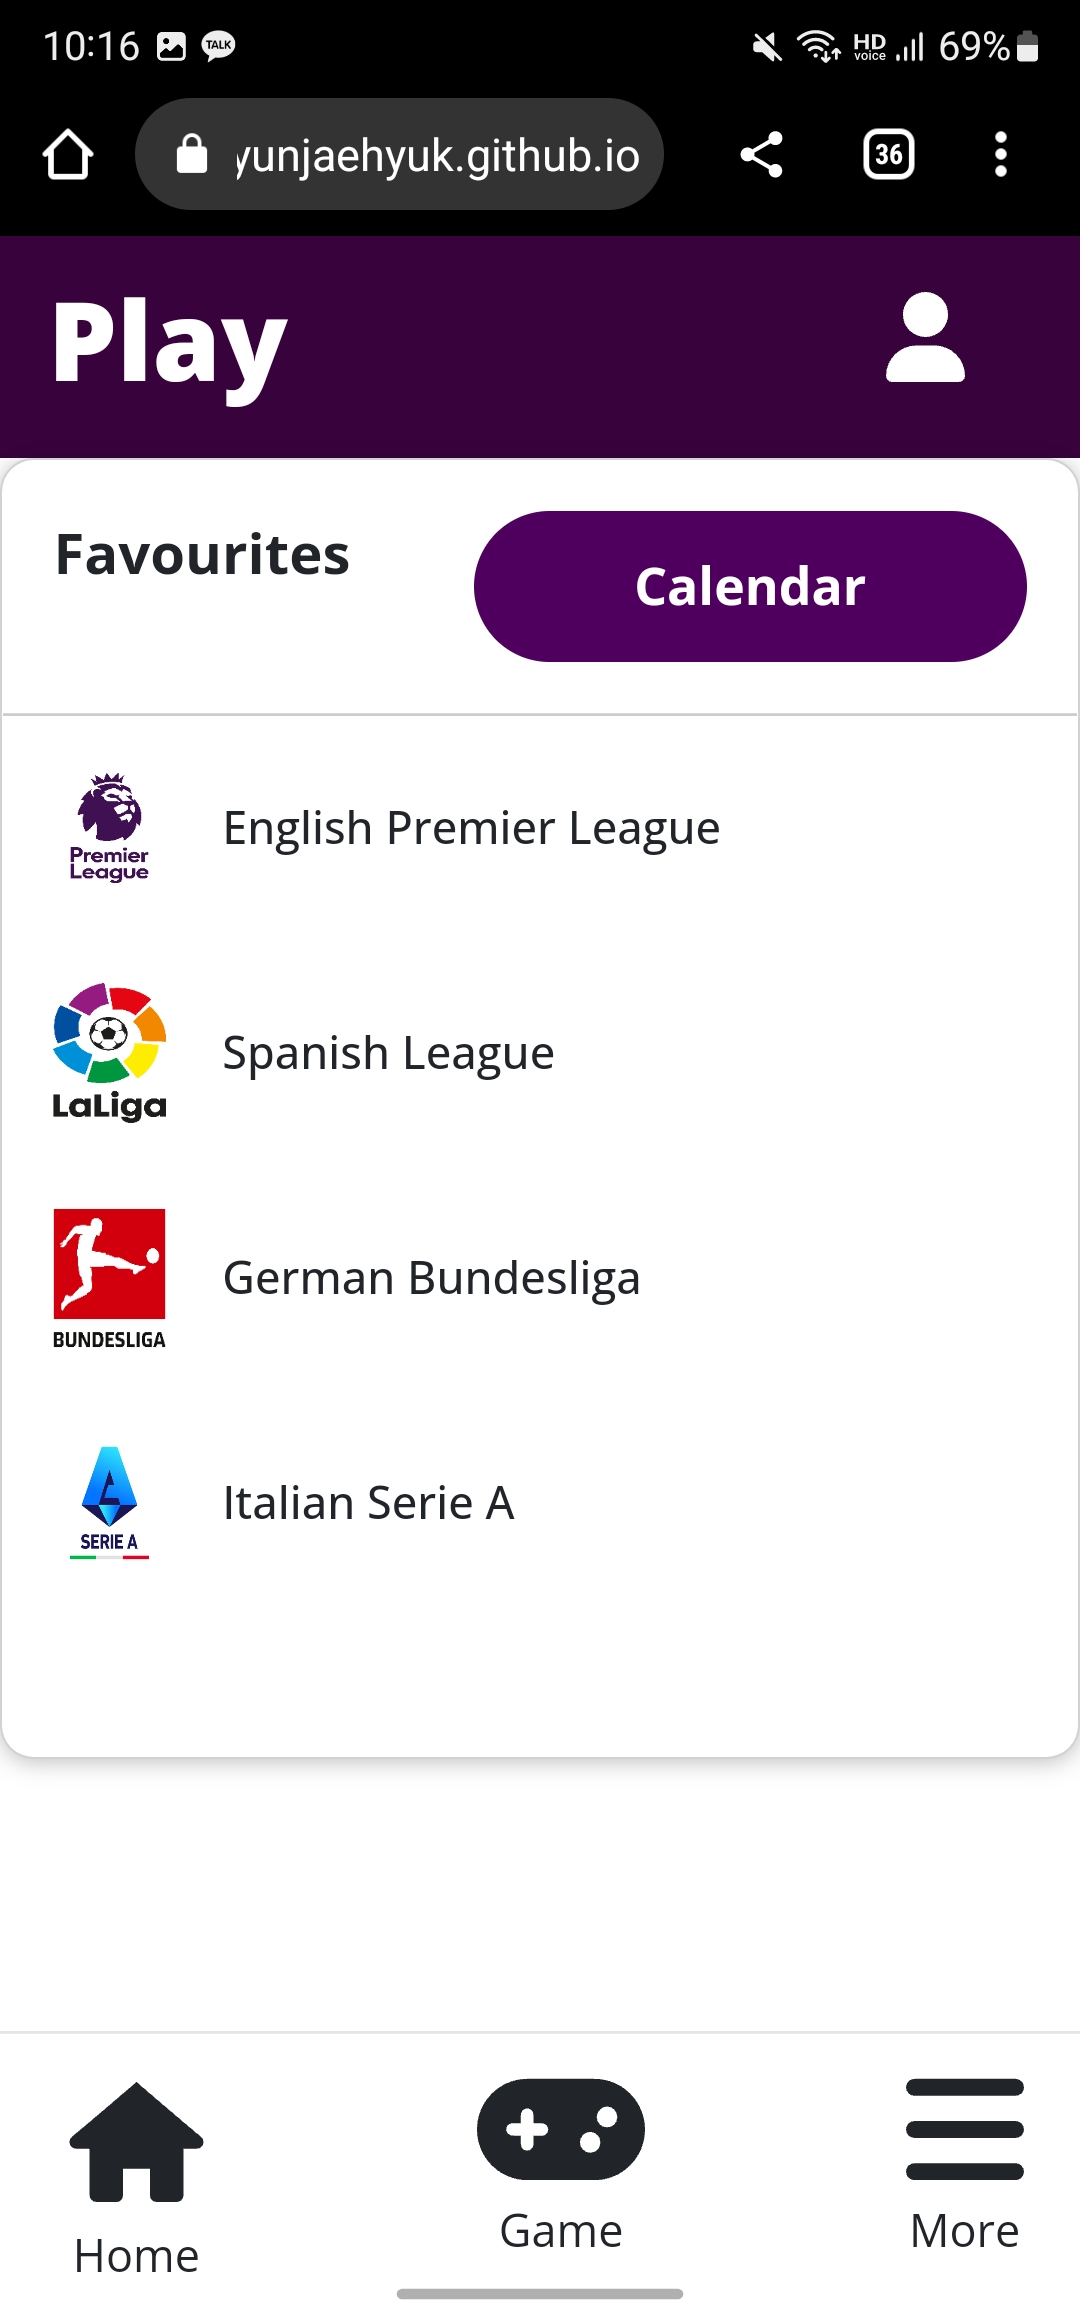 10:16 TALK HD voice 69%
yunjaehyuk.github.io 36
Play
Favourites
Calendar
Premier
League
English Premier League
LaLiga
Spanish League
BUNDESLIGA
German Bundesliga
SERIE A
Italian Serie A
Home
Game
More